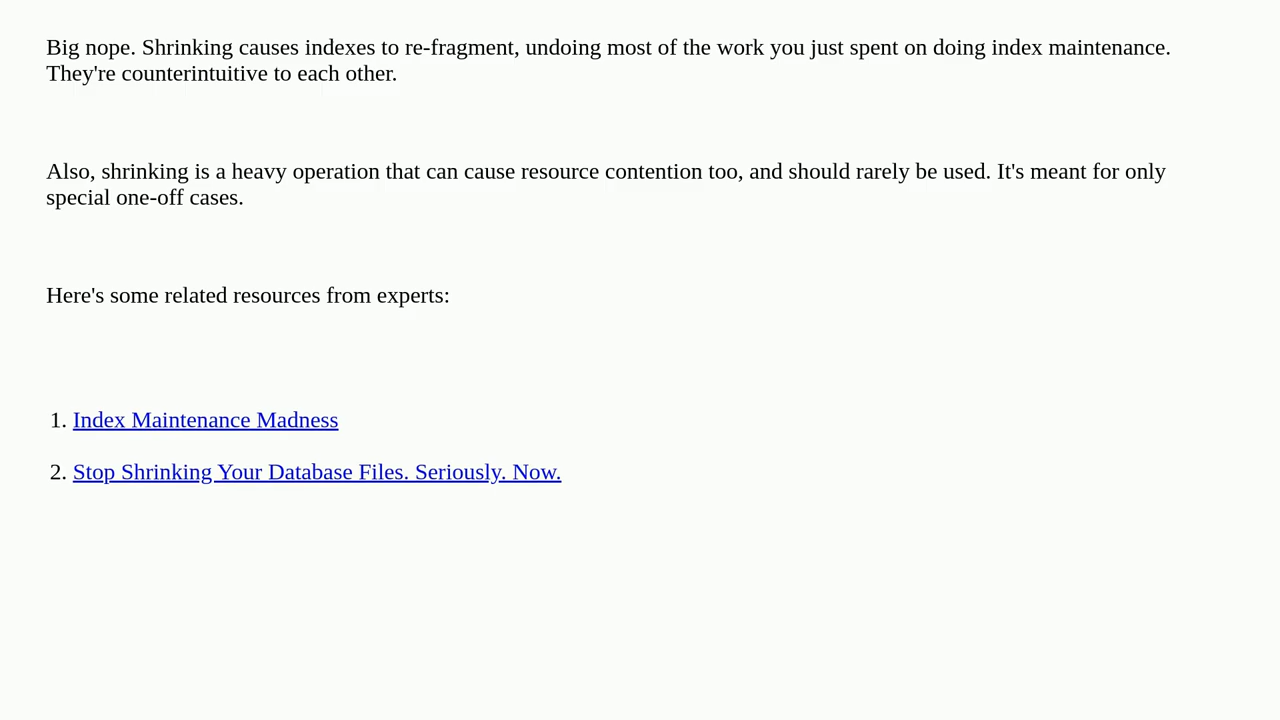 Big nope. Shrinking causes indexes to re-fragment, undoing most of the work you just spent on doing index maintenance.
They're counterintuitive to each other.
Also, shrinking is a heavy operation that can cause resource contention too, and should rarely be used. It's meant for only
special one-off cases.
Here's some related resources from experts:
1. Index Maintenance Madness
2. Stop Shrinking Your Database Files. Seriously. Now.